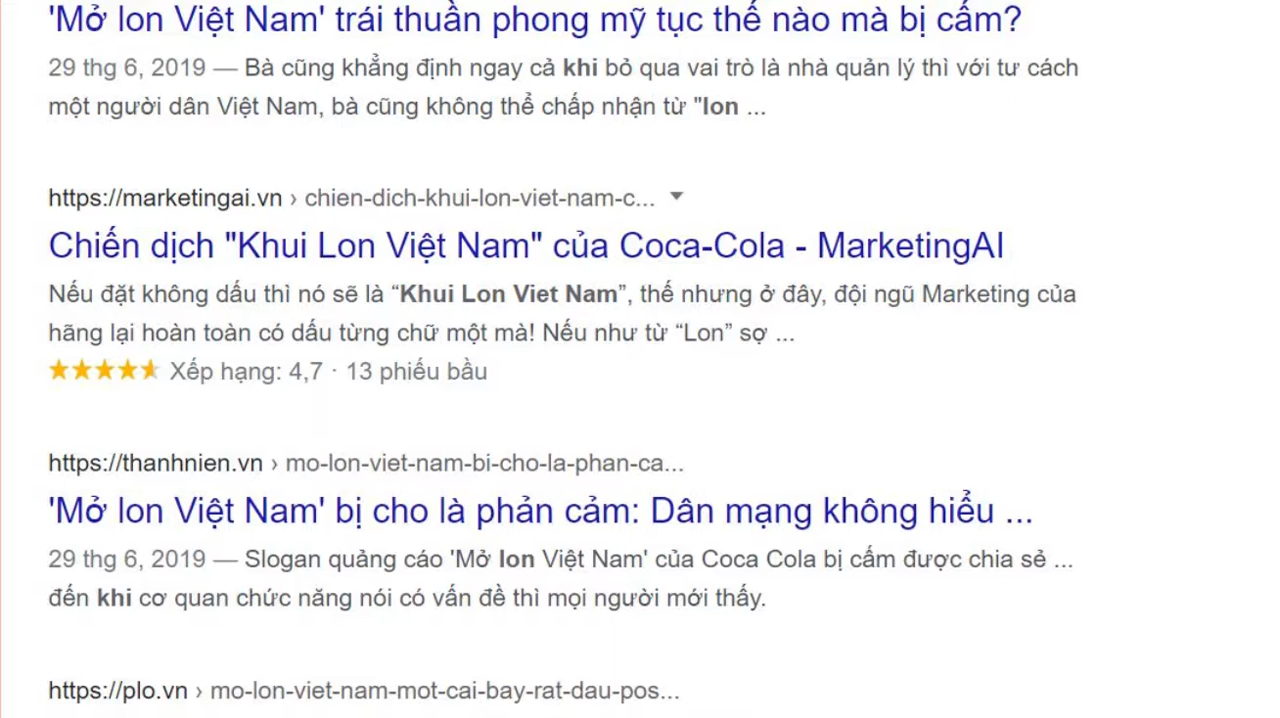 'Mở lon Việt Nam' trái thuần phong mỹ tục thế nào mà bị cấm?
29 thg 6, 2019 — Bà cũng khẳng định ngay cả khi bỏ qua vai trò là nhà quản lý thì với tư cách
một người dân Việt Nam, bà cũng không thể chấp nhận từ "lon ...
https://marketingai.vn › chien-dich-khui-lon-viet-nam-c...
Chiến dịch "Khui Lon Việt Nam" của Coca-Cola - MarketingAI
Nếu đặt không dấu thì nó sẽ là “Khui Lon Viet Nam”, thế nhưng ở đây, đội ngũ Marketing của
hãng lại hoàn toàn có dấu từng chữ một mà! Nếu như từ “Lon” sợ ...
Xếp hạng: 4,7 · 13 phiếu bầu
https://thanhnien.vn › mo-lon-viet-nam-bi-cho-la-phan-ca...
'Mở lon Việt Nam' bị cho là phản cảm: Dân mạng không hiểu ...
29 thg 6, 2019 — Slogan quảng cáo 'Mở lon Việt Nam' của Coca Cola bị cấm được chia sẻ ...
đến khi cơ quan chức năng nói có vấn đề thì mọi người mới thấy.
https://plo.vn › mo-lon-viet-nam-mot-cai-bay-rat-dau-pos...